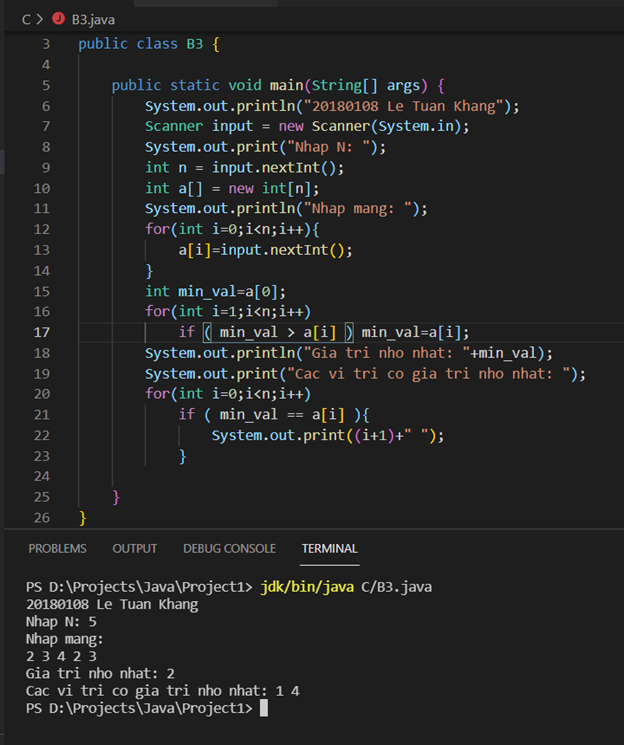 C > B3.java
3 public class B3 {
4
5 public static void main(String[] args) {
6 System.out.println("20180108 Le Tuan Khang");
7 Scanner input = new Scanner(System.in);
8 System.out.print("Nhap N: ");
9 int n = input.nextInt();
10 int a[] = new int[n];
11 System.out.println("Nhap mang: ");
12 for(int i=0;i<n;i++){
13 a[i]=input.nextInt();
14 }
15 int min_val=a[0];
16 for(int i=1;i<n;i++)
17 if ( min_val > a[i] ) min_val=a[i];
18 System.out.println("Gia tri nho nhat: "+min_val);
19 System.out.print("Cac vi tri co gia tri nho nhat: ");
20 for(int i=0;i<n;i++)
21 if ( min_val == a[i] ){
22 System.out.print((i+1)+" ");
23 }
24
25 }
26 }
PROBLEMS OUTPUT DEBUG CONSOLE TERMINAL
PS D:\Projects\Java\Project1> jdk/bin/java C/B3.java
20180108 Le Tuan Khang
Nhap N: 5
Nhap mang:
2 3 4 2 3
Gia tri nho nhat: 2
Cac vi tri co gia tri nho nhat: 1 4
PS D:\Projects\Java\Project1>